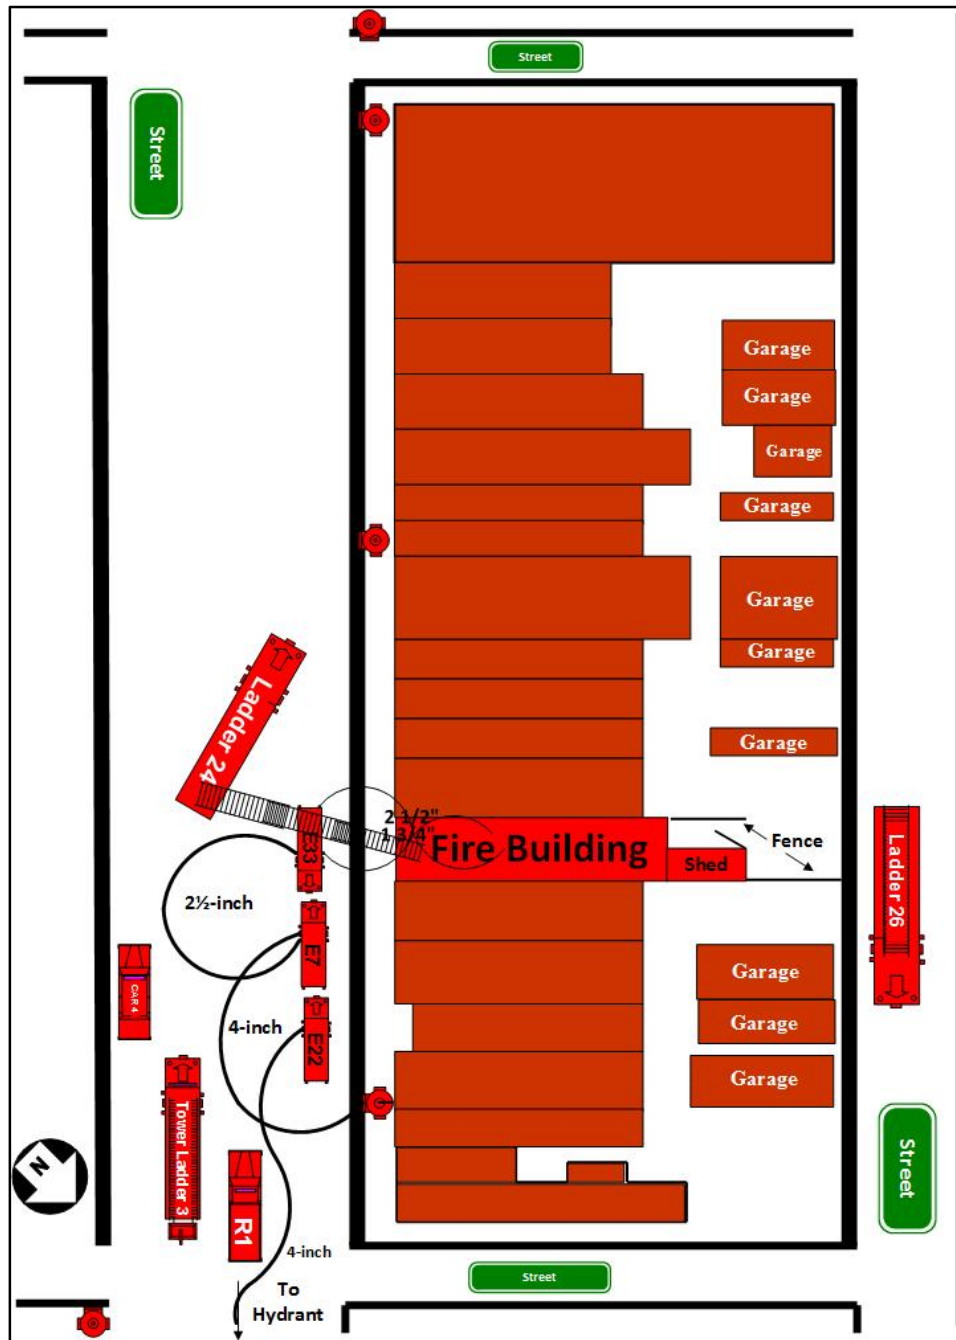 Street
Street
Garage
Garage
Garage
Garage
Garage
Garage
Ladder 24
Garage
2 1/2"
1 3/4"
E33
Fire Building
Shed
Fence
Ladder 26
2½-inch
E7
CAR 4
4-inch
E22
Garage
Garage
Garage
Tower Ladder 3
Street
N
R1
4-inch
To
Hydrant
Street